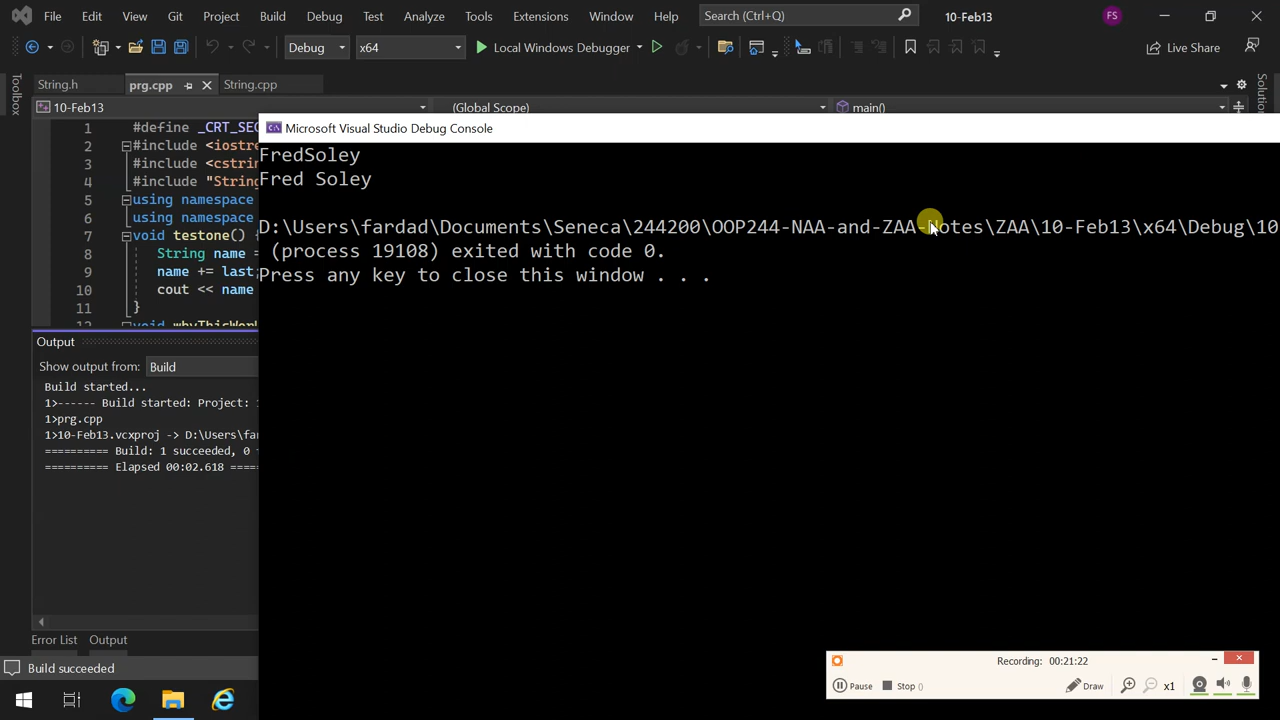 File Edit View Git Project Build Debug Test Analyze Tools Extensions Window Help Search (Ctrl+Q) 10-Feb13 FS
Debug x64 Local Windows Debugger Live Share
String.h prg.cpp String.cpp
10-Feb13 (Global Scope) main()
Toolbox
1 #define _CRT_SEC
2 #include <iostre
3 #include <cstrin
4 #include "Strin
5 using namespace
6 using namespace
7 void testone() {
8 String name =
9 name += last;
10 cout << name
11 }
12 void whyThisWor
Microsoft Visual Studio Debug Console
FredSoley
Fred Soley
D:\Users\fardad\Documents\Seneca\244200\OOP244-NAA-and-ZAA-Notes\ZAA\10-Feb13\x64\Debug\10
(process 19108) exited with code 0.
Press any key to close this window . . .
Output
Show output from: Build
Build started...
1>------ Build started: Project: 1
1>prg.cpp
1>10-Feb13.vcxproj -> D:\Users\far
========== Build: 1 succeeded, 0
========== Elapsed 00:02.618 =====
Error List Output
Build succeeded
Recording: 00:21:22
Pause Stop () Draw x1